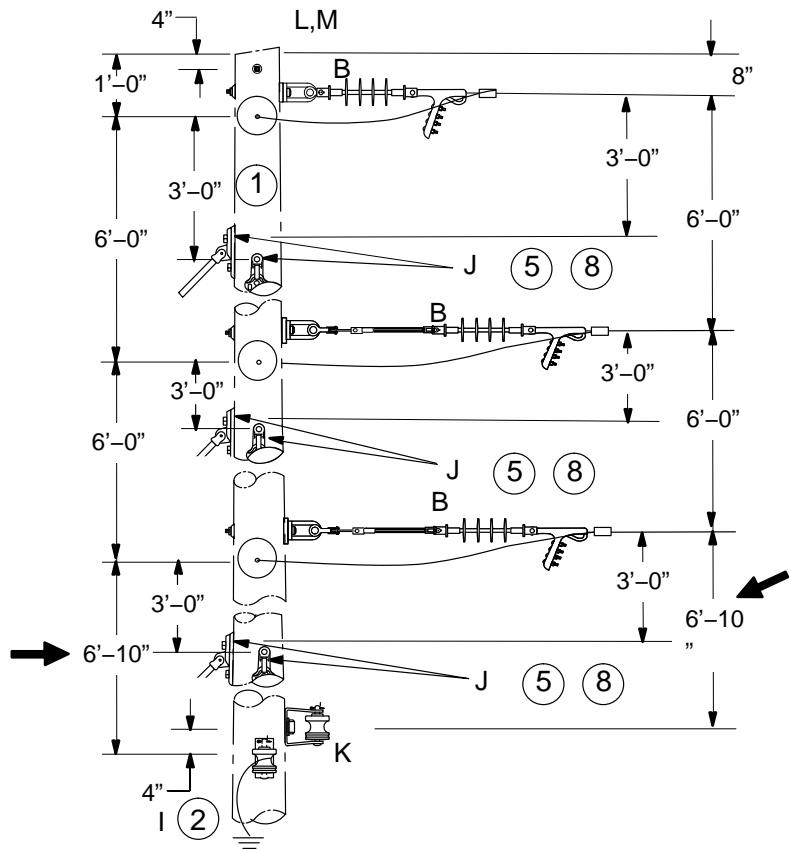 4” L,M
1’–0” B 8”
3’–0” 1 3’–0”
6’–0” 6’–0”
J 5 8
B
3’–0” 3’–0”
6’–0” 6’–0”
J 5 8
B
3’–0” 3’–0”
6’–10” 6’–10
”
J 5 8
K
4”
I 2